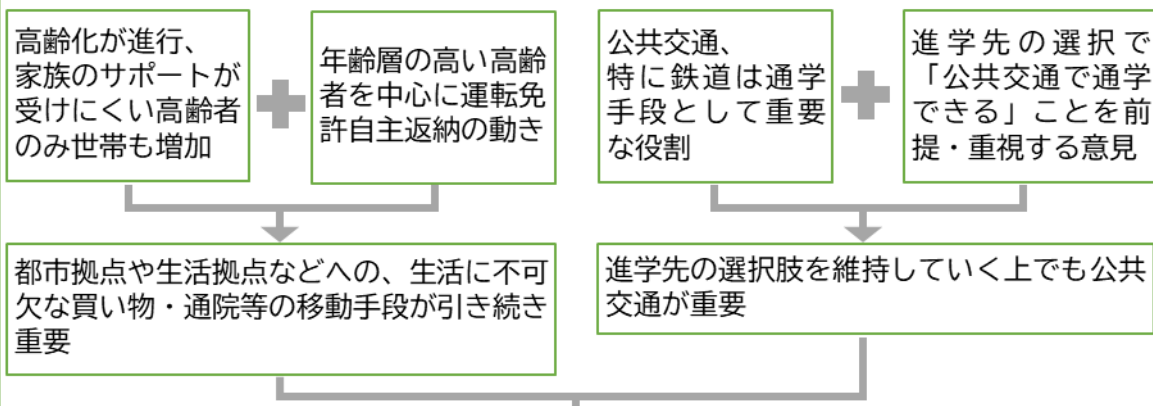 高齢化が進行、
家族のサポートが
受けにくい高齢者
のみ世帯も増加
年齢層の高い高齢
者を中心に運転免
許自主返納の動き
公共交通、
特に鉄道は通学
手段として重要
な役割
進学先の選択で
「公共交通で通学
できる」ことを前
提・重視する意見
都市拠点や生活拠点などへの、生活に不可
欠な買い物・通院等の移動手段が引き続き
重要
進学先の選択肢を維持していく上でも公共
交通が重要